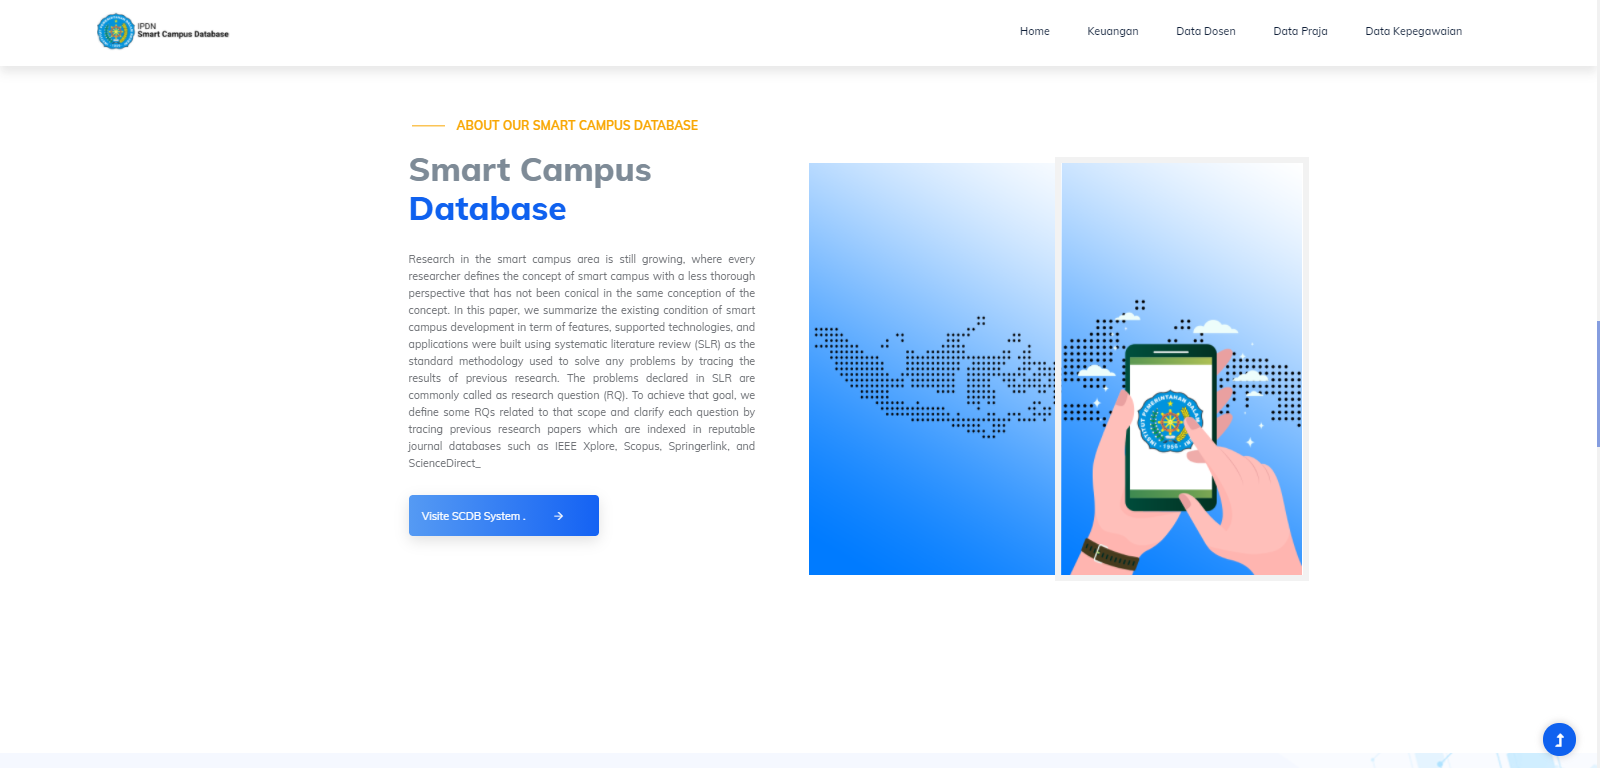 IPDN
Smart Campus Database
Home
Keuangan
Data Dosen
Data Praja
Data Kepegawaian
ABOUT OUR SMART CAMPUS DATABASE
Smart Campus
Database
Research in the smart campus area is still growing, where every
researcher defines the concept of smart campus with a less thorough
perspective that has not been conical in the same conception of the
concept. In this paper, we summarize the existing condition of smart
campus development in term of features, supported technologies, and
applications were built using systematic literature review (SLR) as the
standard methodology used to solve any problems by tracing the
results of previous research. The problems declared in SLR are
commonly called as research question (RQ). To achieve that goal, we
define some RQs related to that scope and clarify each question by
tracing previous research papers which are indexed in reputable
journal databases such as IEEE Xplore, Scopus, Springerlink, and
ScienceDirect_
Visite SCDB System .
INSTITUT PEMERINTAHAN DALAM
1956